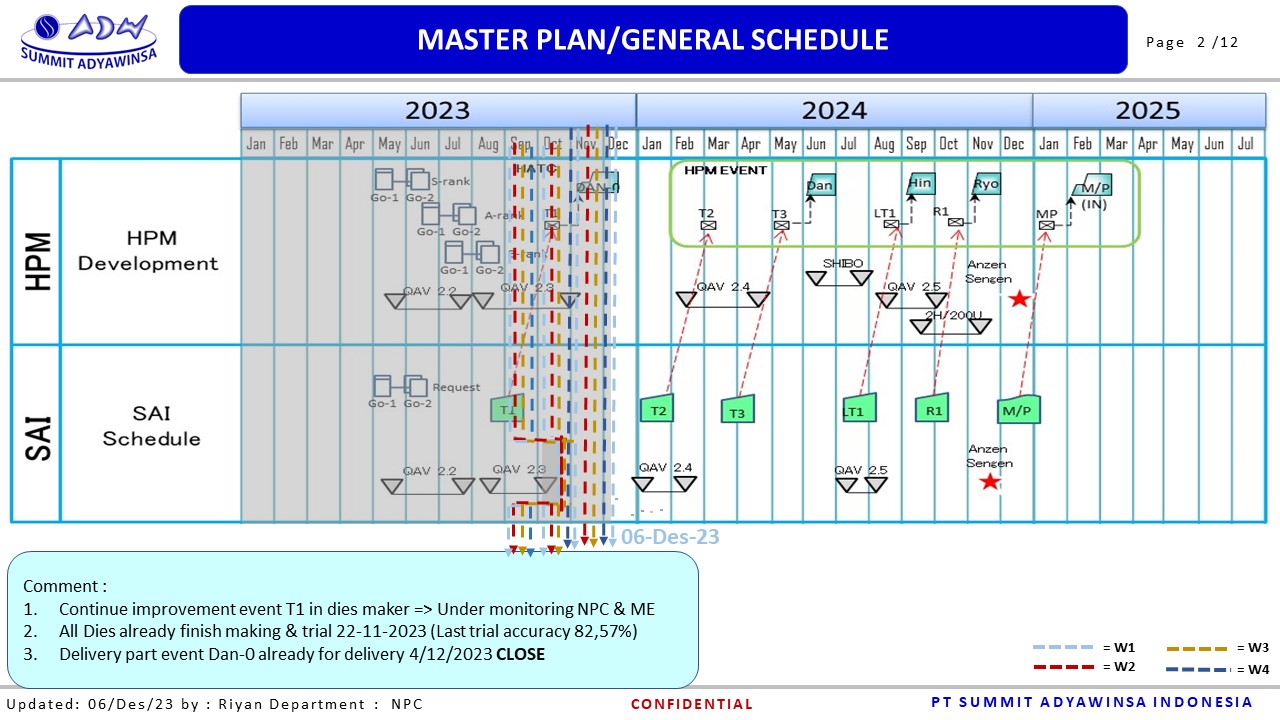 ADW
SUMMIT ADYAWINSA
MASTER PLAN/GENERAL SCHEDULE
Page 2 /12
2023 2024 2025
Jan Feb Mar Apr May Jun Jul Aug Sep Oct Nov Dec Jan Feb Mar Apr May Jun Jul Aug Sep Oct Nov Dec Jan Feb Mar Apr May Jun Jul
HPM
HPM
Development
HATC
HPM EVENT
S-rank
Go-1 Go-2
DAN-0
Dan
Hin
Ryo
M/P
(IN)
A-rank
Go-1 Go-2
T1
T2
T3
LT1
R1
MP
Go-1 Go-2
SHIBO
Anzen
Sengen
QAV 2.2
QAV 2.3
QAV 2.4
QAV 2.5
2H/200U
SAI
SAI
Schedule
Request
Go-1 Go-2
T1
T2
T3
LT1
R1
M/P
Anzen
Sengen
QAV 2.2
QAV 2.3
QAV 2.4
QAV 2.5
06-Des-23
Comment :
1. Continue improvement event T1 in dies maker => Under monitoring NPC & ME
2. All Dies already finish making & trial 22-11-2023 (Last trial accuracy 82,57%)
3. Delivery part event Dan-0 already for delivery 4/12/2023 CLOSE
= W1 = W3
= W2 = W4
Updated: 06/Des/23 by : Riyan Department : NPC
CONFIDENTIAL
PT SUMMIT ADYAWINSA INDONESIA